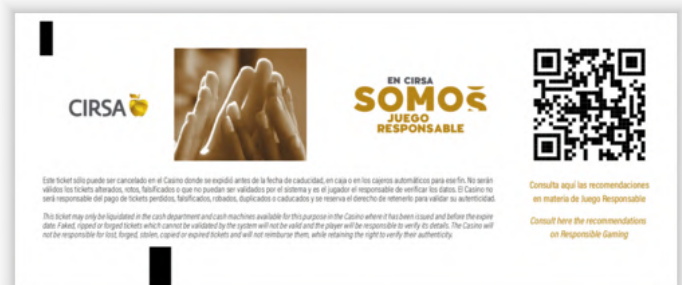 CIRSA
EN CIRSA
SOMOS
JUEGO
RESPONSABLE
Este ticket sólo puede ser cancelado en el Casino donde se expidió antes de la fecha de caducidad, en caja o en los cajeros automáticos para ese fin. No serán
válidos los tickets alterados, rotos, falsificados o que no puedan ser validados por el sistema y es el jugador el responsable de verificar los datos. El Casino no
será responsable del pago de tickets perdidos, falsificados, robados, duplicados o caducados y se reserva el derecho de retenerlo para validar su autenticidad.
This ticket may only be liquidated in the cash department and cash machines available for this purpose in the Casino where it has been issued and before the expire
date. Faked, ripped or forged tickets which cannot be validated by the system will not be valid and the player will be responsible to verify its details. The Casino will
not be responsible for lost, forged, stolen, copied or expired tickets and will not reimburse them, while retaining the right to verify their authenticity.
Consulta aquí las recomendaciones
en materia de Juego Responsable
Consult here the recommendations
on Responsible Gaming